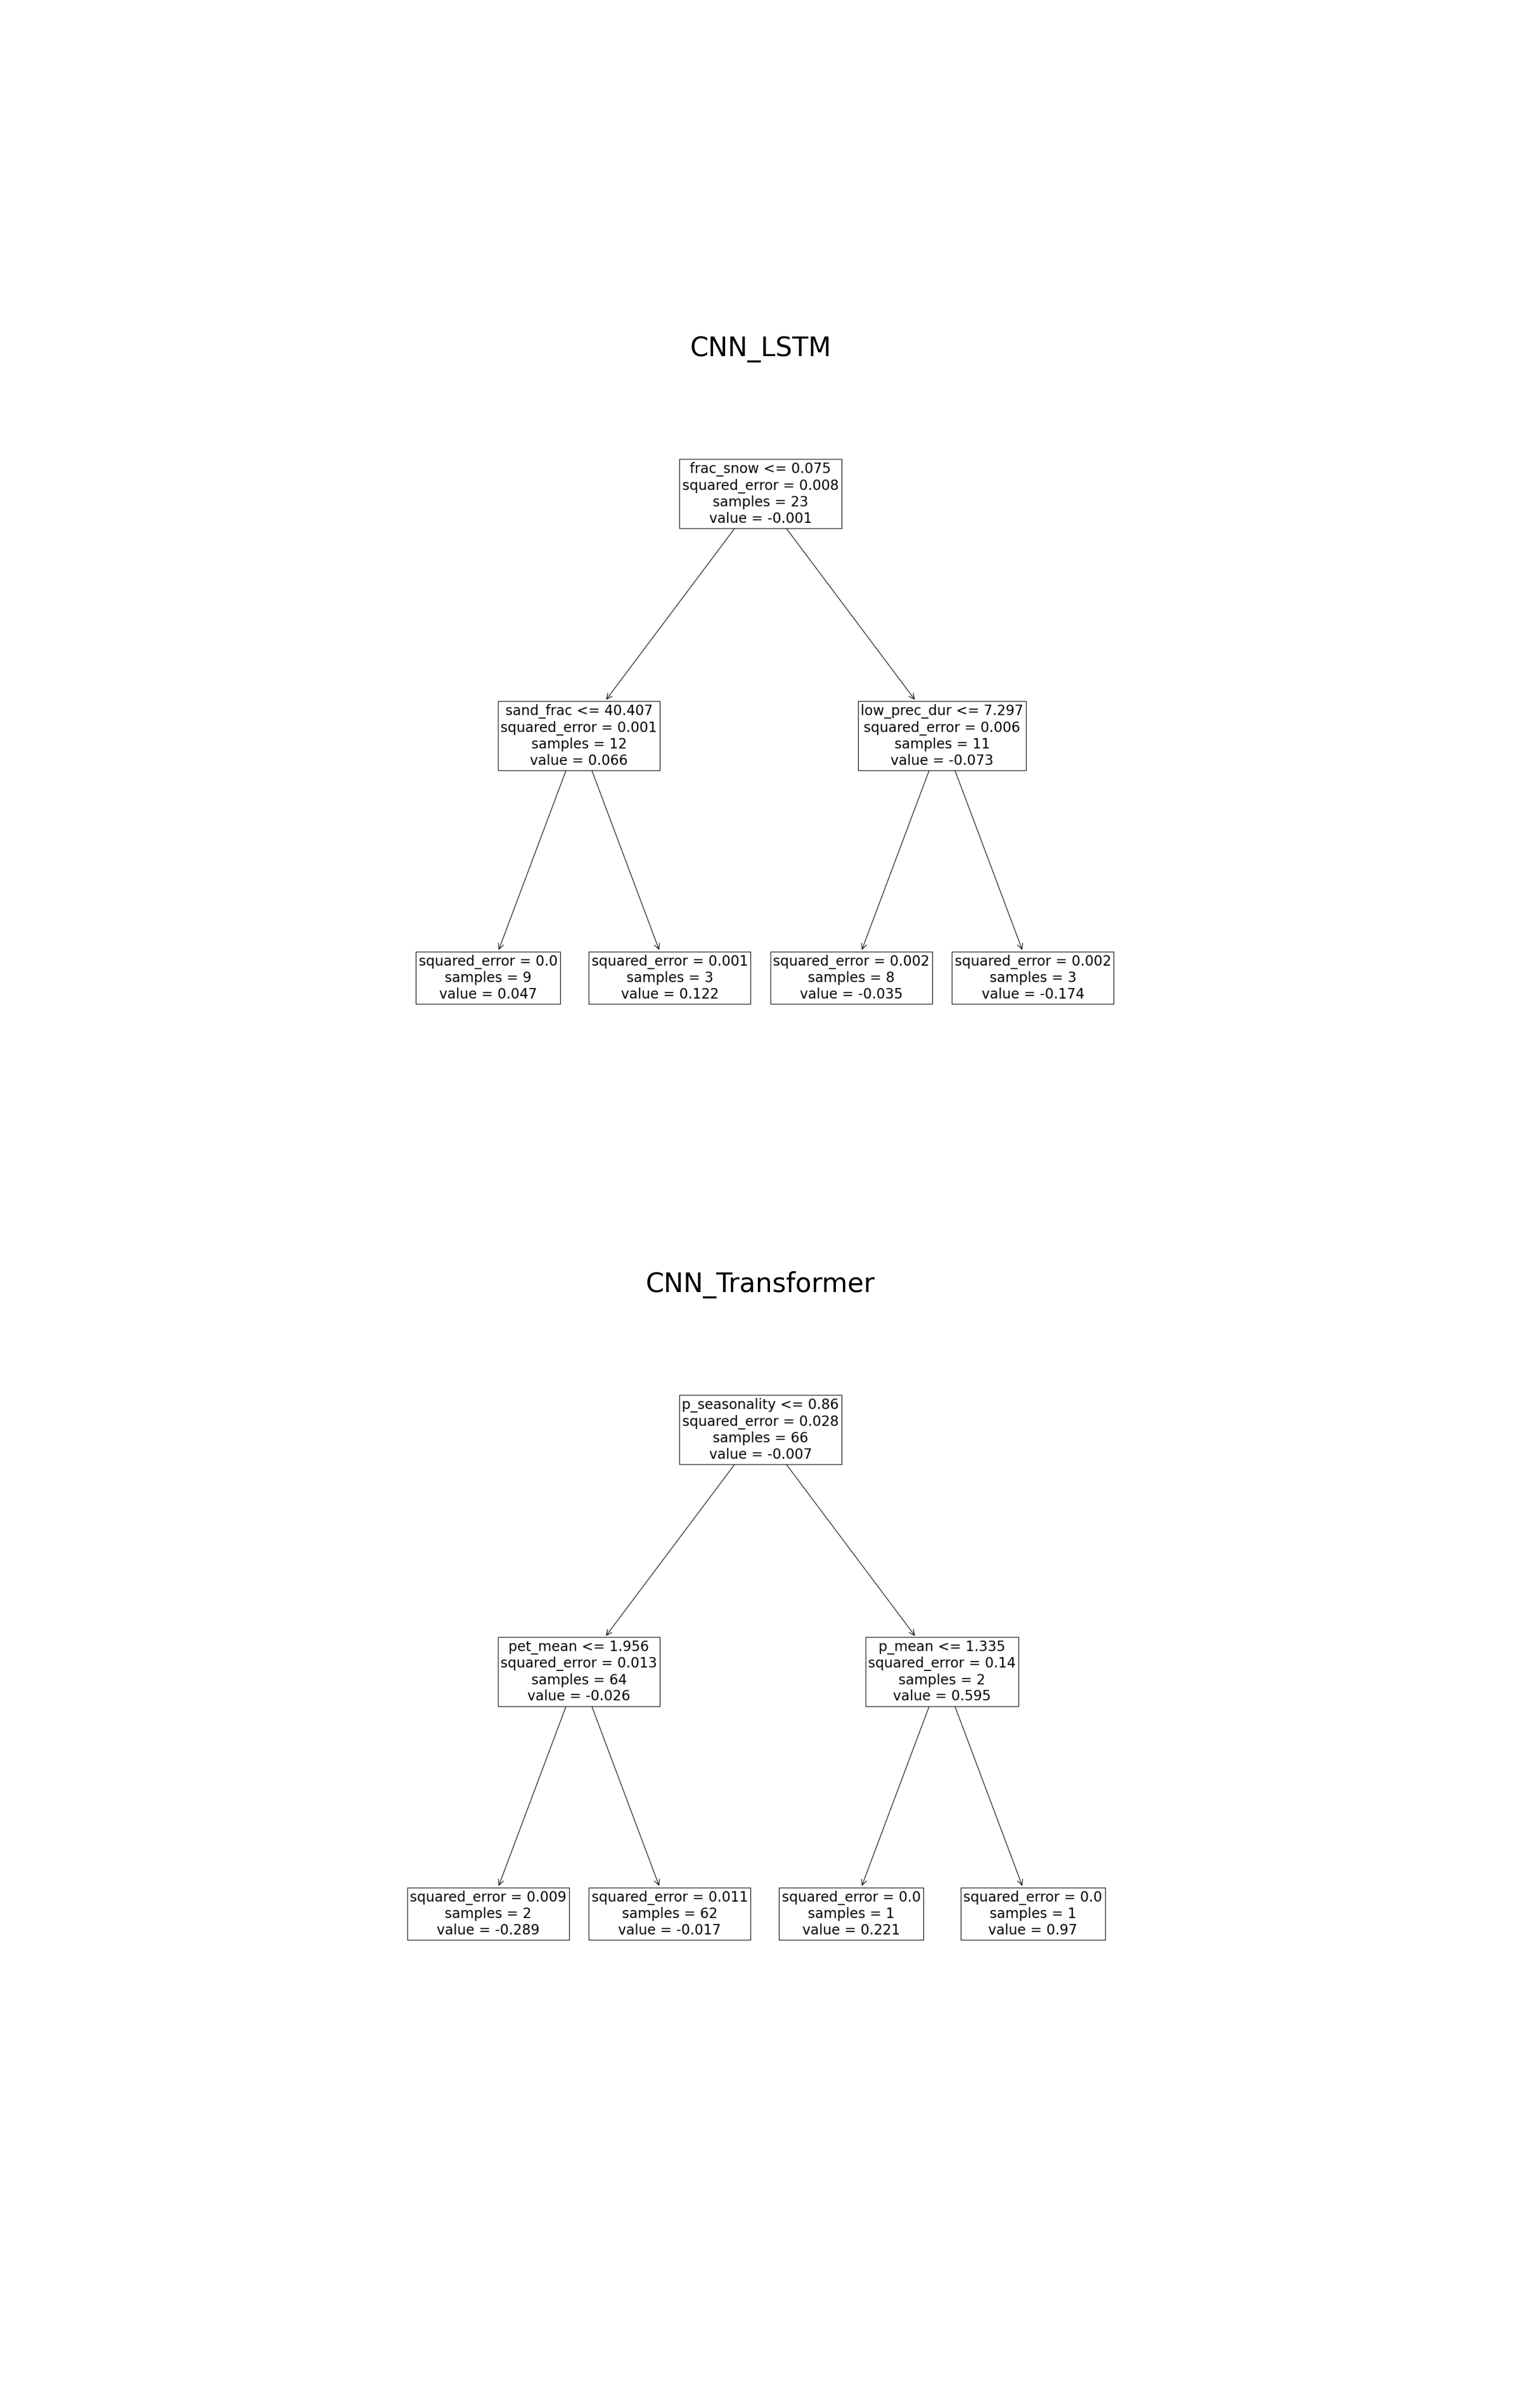 CNN_LSTM
frac_snow <= 0.075
squared_error = 0.008
samples = 23
value = -0.001
sand_frac <= 40.407
squared_error = 0.001
samples = 12
value = 0.066
low_prec_dur <= 7.297
squared_error = 0.006
samples = 11
value = -0.073
squared_error = 0.0
samples = 9
value = 0.047
squared_error = 0.001
samples = 3
value = 0.122
squared_error = 0.002
samples = 8
value = -0.035
squared_error = 0.002
samples = 3
value = -0.174
CNN_Transformer
p_seasonality <= 0.86
squared_error = 0.028
samples = 66
value = -0.007
pet_mean <= 1.956
squared_error = 0.013
samples = 64
value = -0.026
p_mean <= 1.335
squared_error = 0.14
samples = 2
value = 0.595
squared_error = 0.009
samples = 2
value = -0.289
squared_error = 0.011
samples = 62
value = -0.017
squared_error = 0.0
samples = 1
value = 0.221
squared_error = 0.0
samples = 1
value = 0.97